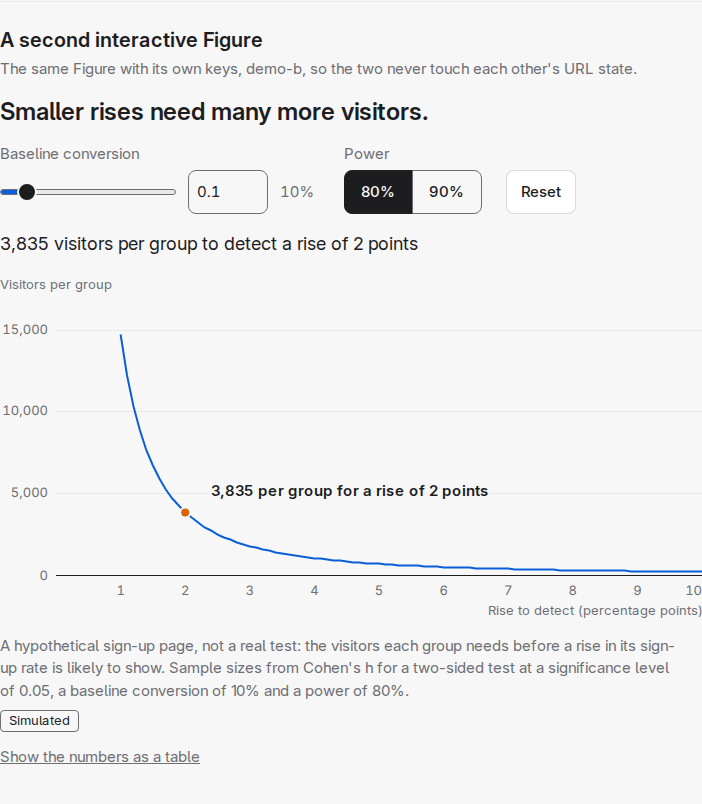 A second interactive Figure
The same Figure with its own keys, demo-b, so the two never touch each other's URL state.
Smaller rises need many more visitors.
Baseline conversion
Power
0.1
10%
80%
90%
Reset
3,835 visitors per group to detect a rise of 2 points
Visitors per group
15,000
10,000
5,000
3,835 per group for a rise of 2 points
0
1 2 3 4 5 6 7 8 9 10
Rise to detect (percentage points)
A hypothetical sign-up page, not a real test: the visitors each group needs before a rise in its sign-
up rate is likely to show. Sample sizes from Cohen's h for a two-sided test at a significance level
of 0.05, a baseline conversion of 10% and a power of 80%.
Simulated
Show the numbers as a table